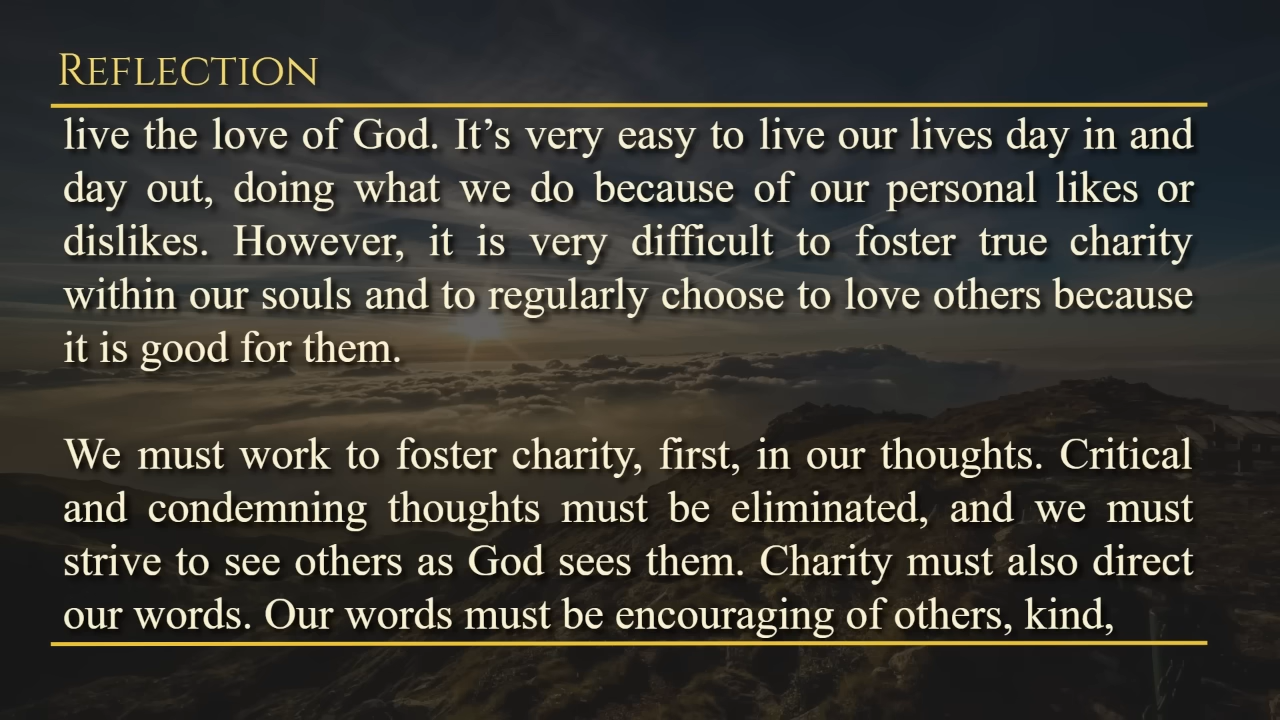 REFLECTION
live the love of God. It’s very easy to live our lives day in and
day out, doing what we do because of our personal likes or
dislikes. However, it is very difficult to foster true charity
within our souls and to regularly choose to love others because
it is good for them.
We must work to foster charity, first, in our thoughts. Critical
and condemning thoughts must be eliminated, and we must
strive to see others as God sees them. Charity must also direct
our words. Our words must be encouraging of others, kind,